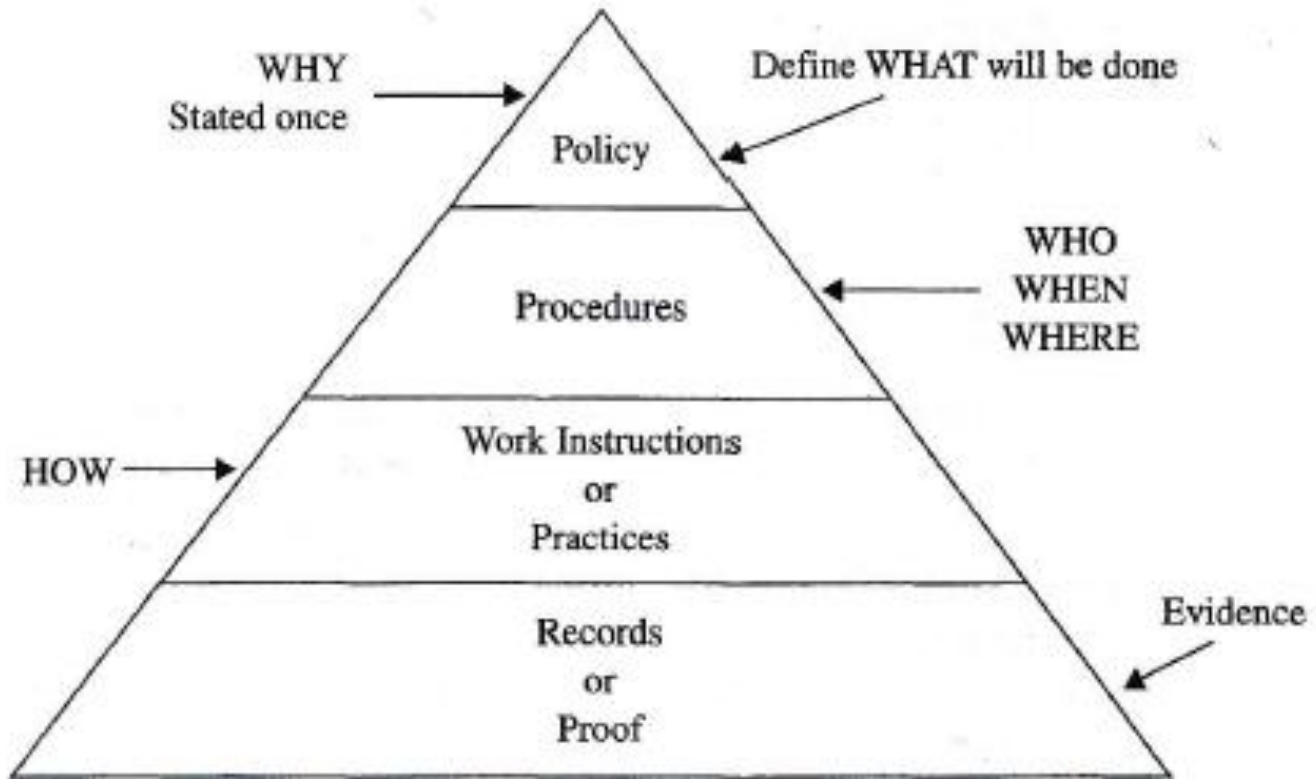 WHY
Stated once
Define WHAT will be done
Policy
WHO
WHEN
WHERE
Procedures
HOW
Work Instructions
or
Practices
Evidence
Records
or
Proof